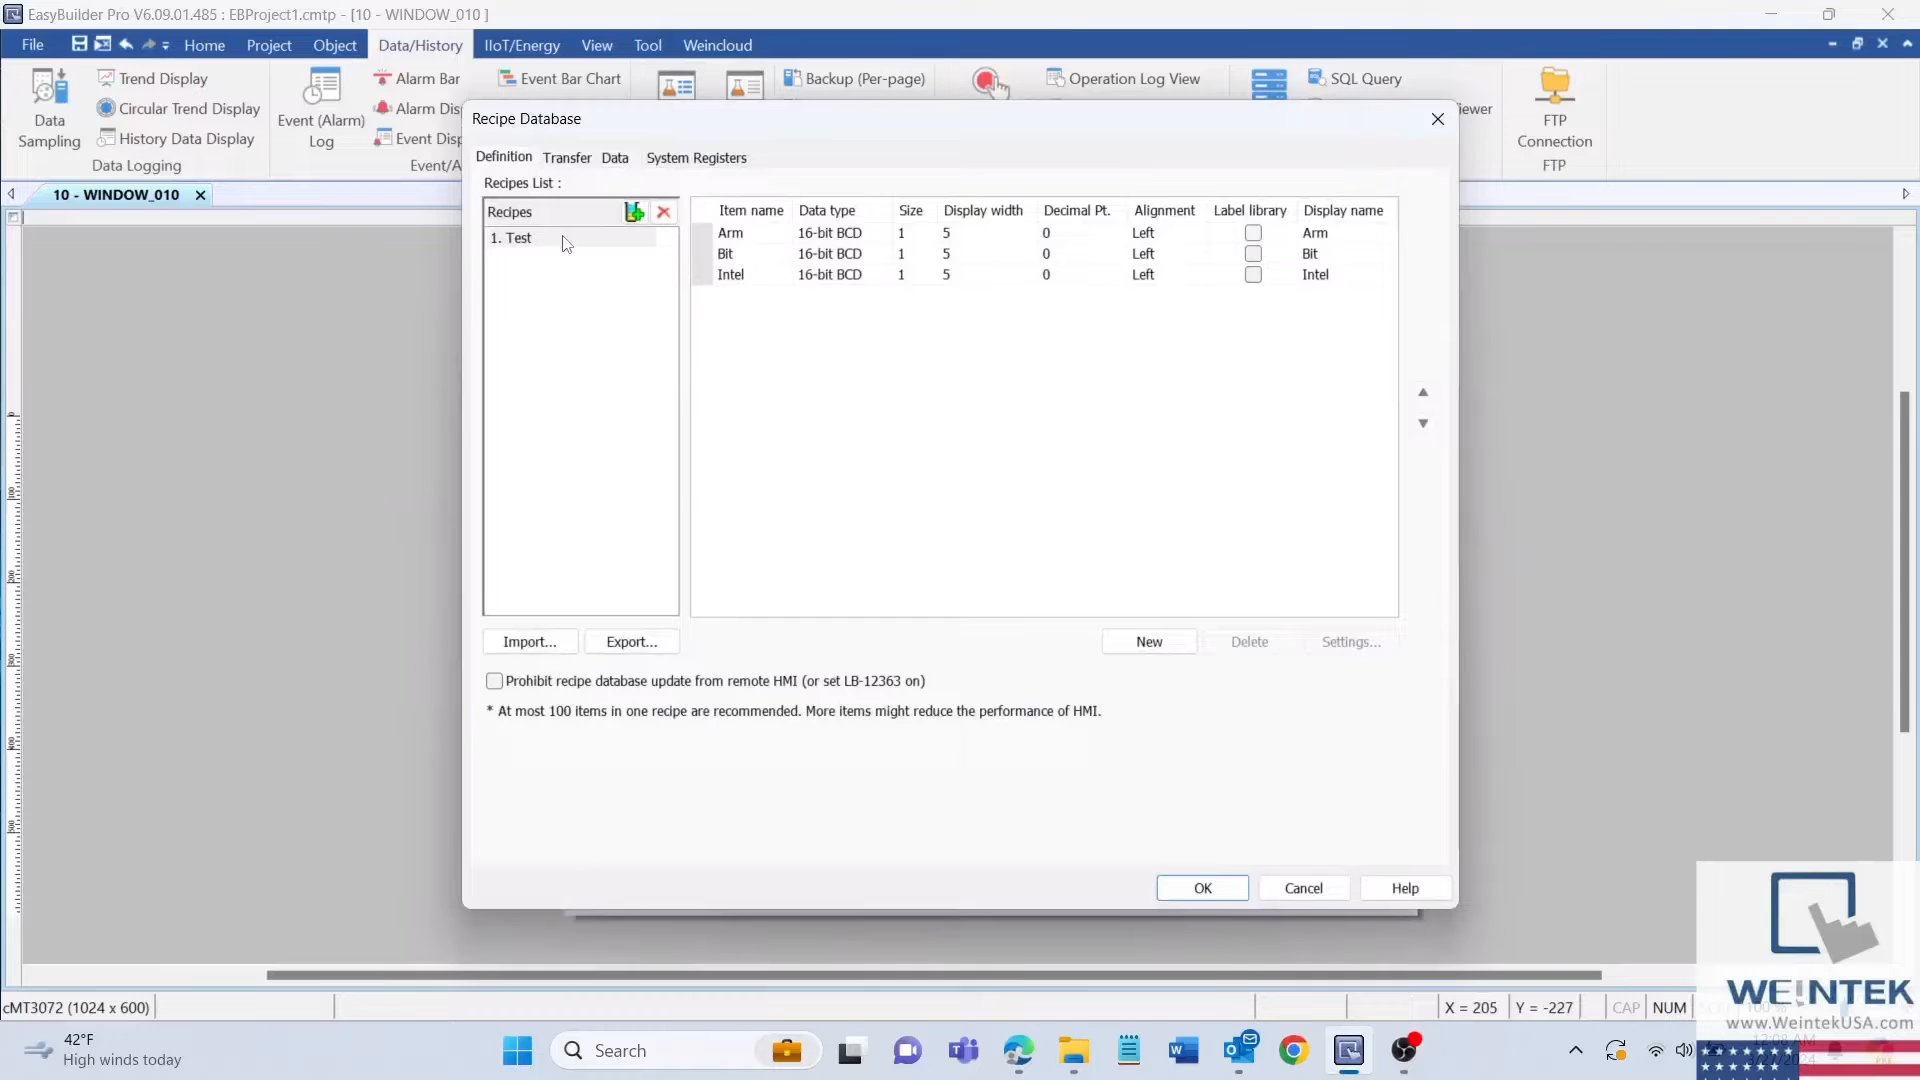 EasyBuilder Pro V6.09.01.485 : EBProject1.cmtp - [10 - WINDOW_010 ]
File Home Project Object Data/History IIoT/Energy View Tool Weincloud
Data Sampling
Trend Display
Circular Trend Display
History Data Display
Data Logging
Event (Alarm) Log
Alarm Bar
Alarm Dis
Event Disp
Event/A
Event Bar Chart
Backup (Per-page)
Operation Log View
SQL Query
iewer
FTP Connection
FTP
10 - WINDOW_010
Recipe Database
Definition Transfer Data System Registers
Recipes List :
Recipes
1. Test
Item name Data type Size Display width Decimal Pt. Alignment Label library Display name
Arm 16-bit BCD 1 5 0 Left Arm
Bit 16-bit BCD 1 5 0 Left Bit
Intel 16-bit BCD 1 5 0 Left Intel
Import... Export... New Delete Settings...
Prohibit recipe database update from remote HMI (or set LB-12363 on)
* At most 100 items in one recipe are recommended. More items might reduce the performance of HMI.
OK Cancel Help
WEINTEK
www.WeintekUSA.com
cMT3072 (1024 x 600) X = 205 Y = -227 CAP NUM
42°F
High winds today
Search